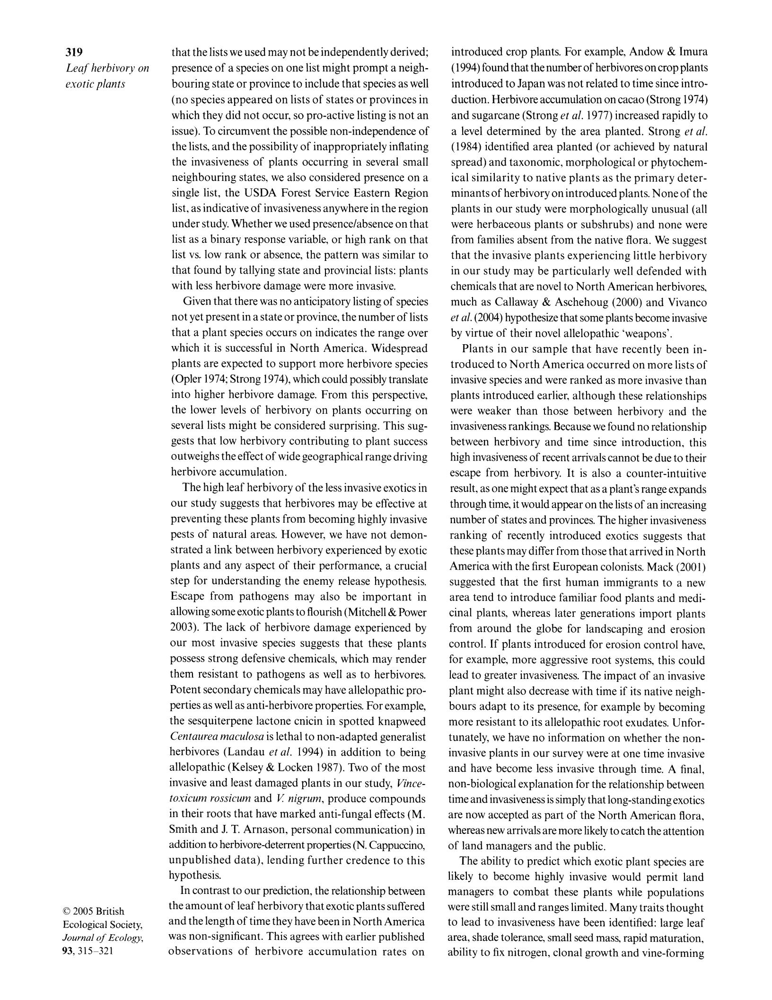 319
Leaf herbivory on
exotic plants
that the lists we used may not be independently derived;
presence of a species on one list might prompt a neigh-
bouring state or province to include that species as well
(no species appeared on lists of states or provinces in
which they did not occur, so pro-active listing is not an
issue). To circumvent the possible non-independence of
the lists, and the possibility of inappropriately inflating
the invasiveness of plants occurring in several small
neighbouring states, we also considered presence on a
single list, the USDA Forest Service Eastern Region
list, as indicative of invasiveness anywhere in the region
under study. Whether we used presence/absence on that
list as a binary response variable, or high rank on that
list vs. low rank or absence, the pattern was similar to
that found by tallying state and provincial lists: plants
with less herbivore damage were more invasive.
Given that there was no anticipatory listing of species
not yet present in a state or province, the number of lists
that a plant species occurs on indicates the range over
which it is successful in North America. Widespread
plants are expected to support more herbivore species
(Opler 1974; Strong 1974), which could possibly translate
into higher herbivore damage. From this perspective,
the lower levels of herbivory on plants occurring on
several lists might be considered surprising. This sug-
gests that low herbivory contributing to plant success
outweighs the effect of wide geographical range driving
herbivore accumulation.
The high leaf herbivory of the less invasive exotics in
our study suggests that herbivores may be effective at
preventing these plants from becoming highly invasive
pests of natural areas. However, we have not demon-
strated a link between herbivory experienced by exotic
plants and any aspect of their performance, a crucial
step for understanding the enemy release hypothesis.
Escape from pathogens may also be important in
allowing some exotic plants to flourish (Mitchell & Power
2003). The lack of herbivore damage experienced by
our most invasive species suggests that these plants
possess strong defensive chemicals, which may render
them resistant to pathogens as well as to herbivores.
Potent secondary chemicals may have allelopathic pro-
perties as well as anti-herbivore properties. For example,
the sesquiterpene lactone cnicin in spotted knapweed
Centaurea maculosa is lethal to non-adapted generalist
herbivores (Landau et al. 1994) in addition to being
allelopathic (Kelsey & Locken 1987). Two of the most
invasive and least damaged plants in our study, Vince-
toxicum rossicum and V. nigrum, produce compounds
in their roots that have marked anti-fungal effects (M.
Smith and J. T. Arnason, personal communication) in
addition to herbivore-deterrent properties (N. Cappuccino,
unpublished data), lending further credence to this
hypothesis.
In contrast to our prediction, the relationship between
the amount of leaf herbivory that exotic plants suffered
and the length of time they have been in North America
was non-significant. This agrees with earlier published
observations of herbivore accumulation rates on
introduced crop plants. For example, Andow & Imura
(1994) found that the number of herbivores on crop plants
introduced to Japan was not related to time since intro-
duction. Herbivore accumulation on cacao (Strong 1974)
and sugarcane (Strong et al. 1977) increased rapidly to
a level determined by the area planted. Strong et al.
(1984) identified area planted (or achieved by natural
spread) and taxonomic, morphological or phytochem-
ical similarity to native plants as the primary deter-
minants of herbivory on introduced plants. None of the
plants in our study were morphologically unusual (all
were herbaceous plants or subshrubs) and none were
from families absent from the native flora. We suggest
that the invasive plants experiencing little herbivory
in our study may be particularly well defended with
chemicals that are novel to North American herbivores,
much as Callaway & Aschehoug (2000) and Vivanco
et al. (2004) hypothesize that some plants become invasive
by virtue of their novel allelopathic ‘weapons’.
Plants in our sample that have recently been in-
troduced to North America occurred on more lists of
invasive species and were ranked as more invasive than
plants introduced earlier, although these relationships
were weaker than those between herbivory and the
invasiveness rankings. Because we found no relationship
between herbivory and time since introduction, this
high invasiveness of recent arrivals cannot be due to their
escape from herbivory. It is also a counter-intuitive
result, as one might expect that as a plant’s range expands
through time, it would appear on the lists of an increasing
number of states and provinces. The higher invasiveness
ranking of recently introduced exotics suggests that
these plants may differ from those that arrived in North
America with the first European colonists. Mack (2001)
suggested that the first human immigrants to a new
area tend to introduce familiar food plants and medi-
cinal plants, whereas later generations import plants
from around the globe for landscaping and erosion
control. If plants introduced for erosion control have,
for example, more aggressive root systems, this could
lead to greater invasiveness. The impact of an invasive
plant might also decrease with time if its native neigh-
bours adapt to its presence, for example by becoming
more resistant to its allelopathic root exudates. Unfor-
tunately, we have no information on whether the non-
invasive plants in our survey were at one time invasive
and have become less invasive through time. A final,
non-biological explanation for the relationship between
time and invasiveness is simply that long-standing exotics
are now accepted as part of the North American flora,
whereas new arrivals are more likely to catch the attention
of land managers and the public.
The ability to predict which exotic plant species are
likely to become highly invasive would permit land
managers to combat these plants while populations
were still small and ranges limited. Many traits thought
to lead to invasiveness have been identified: large leaf
area, shade tolerance, small seed mass, rapid maturation,
ability to fix nitrogen, clonal growth and vine-forming
© 2005 British
Ecological Society,
Journal of Ecology,
93, 315–321